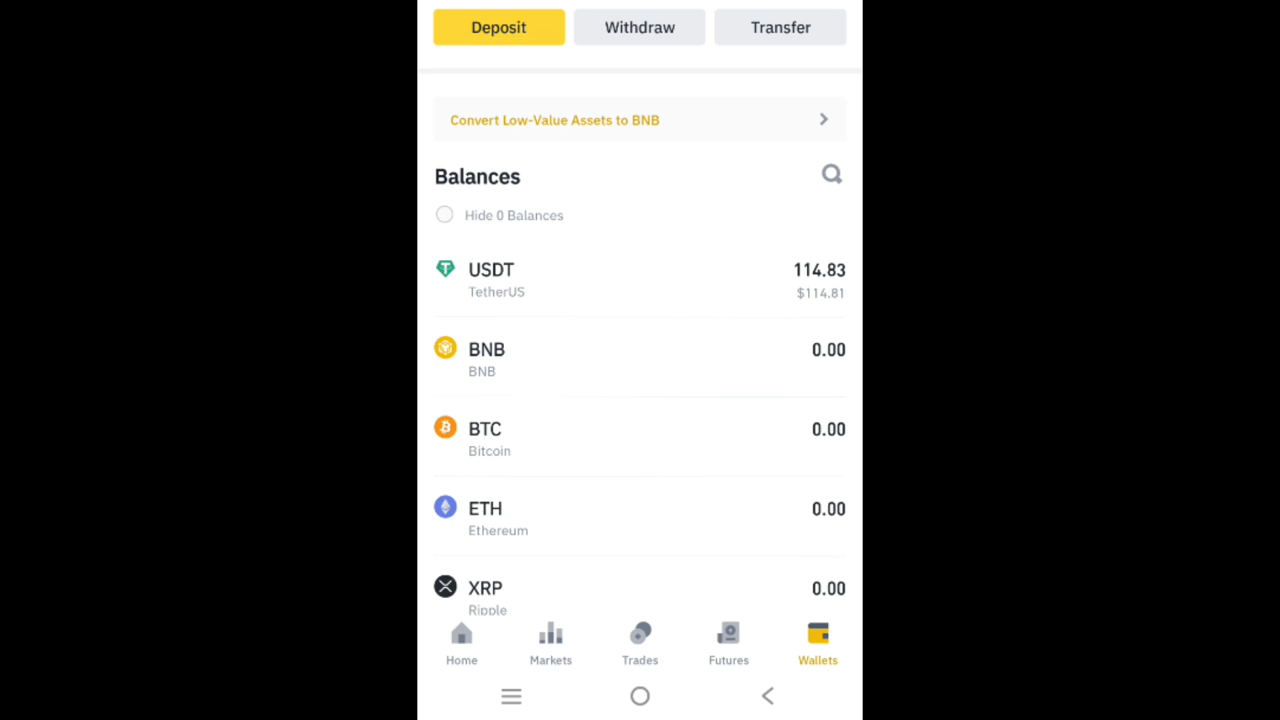 Deposit Withdraw Transfer
Convert Low-Value Assets to BNB
Balances
Hide 0 Balances
USDT 114.83
TetherUS $114.81
BNB 0.00
BNB
BTC 0.00
Bitcoin
ETH 0.00
Ethereum
XRP 0.00
Ripple
Home Markets Trades Futures Wallets